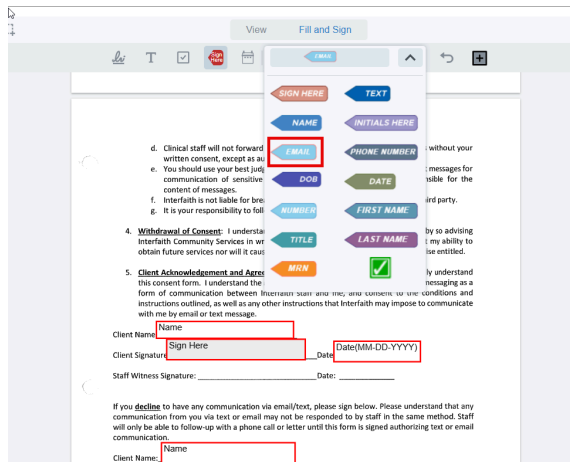 View Fill and Sign
T Sign Here EMAIL
SIGN HERE TEXT
NAME INITIALS HERE
EMAIL PHONE NUMBER
DOB DATE
NUMBER FIRST NAME
TITLE LAST NAME
MRN
d. Clinical staff will not forward s without your
written consent, except as au
e. You should use your best judg t messages for
communication of sensitive nsible for the
content of messages.
f. Interfaith is not liable for brea ird party.
g. It is your responsibility to foll
4. Withdrawal of Consent: I understa by so advising
Interfaith Community Services in wr t my ability to
obtain future services nor will it caus ise entitled.
5. Client Acknowledgement and Agree ly understand
this consent form. I understand the messaging as a
form of communication between Interfaith staff and me, and consent to the conditions and
instructions outlined, as well as any other instructions that Interfaith may impose to communicate
with me by email or text message.
Client Name Name
Client Signature Sign Here Date Date(MM-DD-YYYY)
Staff Witness Signature: Date:
If you decline to have any communication via email/text, please sign below. Please understand that any
communication from you via text or email may not be responded to by staff in the same method. Staff
will only be able to follow-up with a phone call or letter until this form is signed authorizing text or email
communication.
Client Name: Name